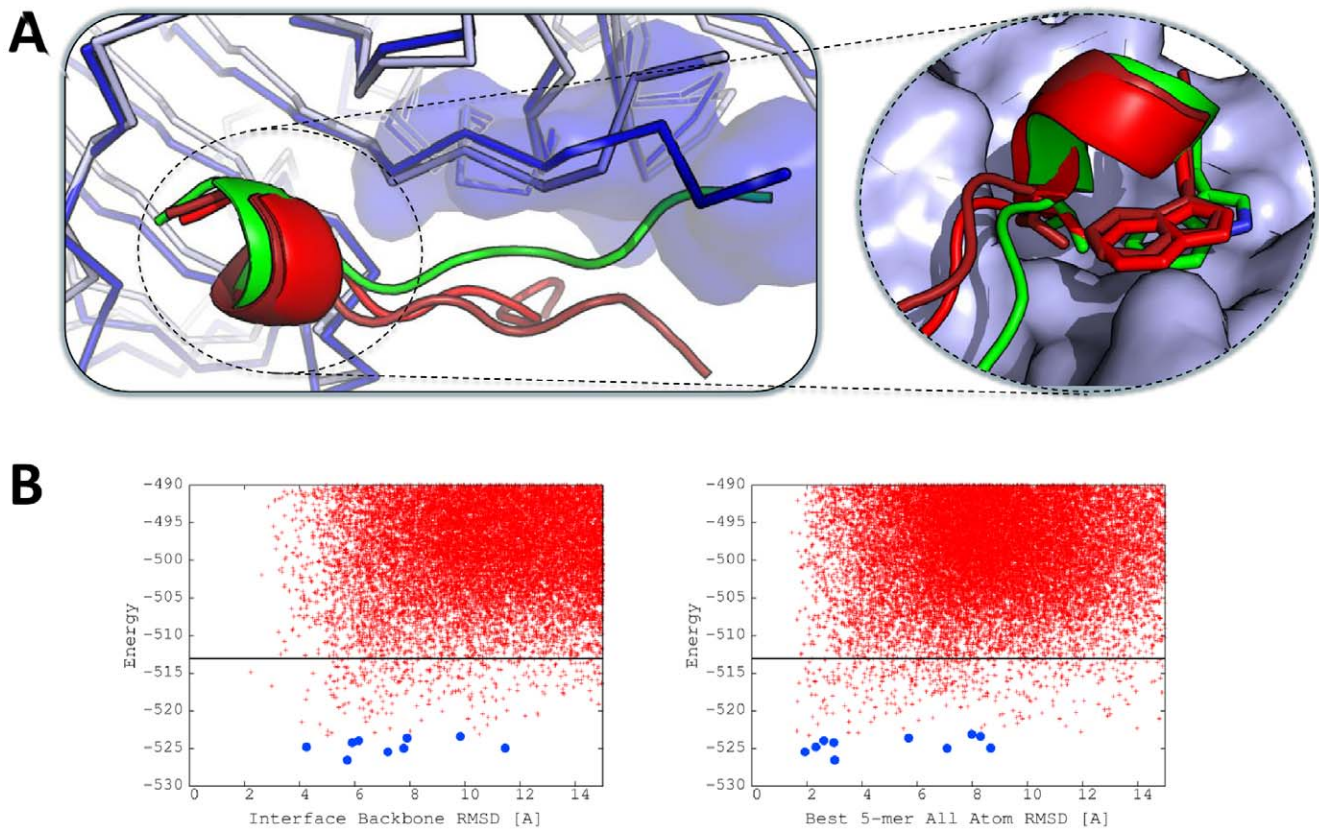 A
B
-490
-495
-500
-505
-510
-515
-520
-525
-530
Energy
0 2 4 6 8 10 12 14
Interface Backbone RMSD [A]
-490
-495
-500
-505
-510
-515
-520
-525
-530
Energy
0 2 4 6 8 10 12 14
Best 5-mer All Atom RMSD [A]